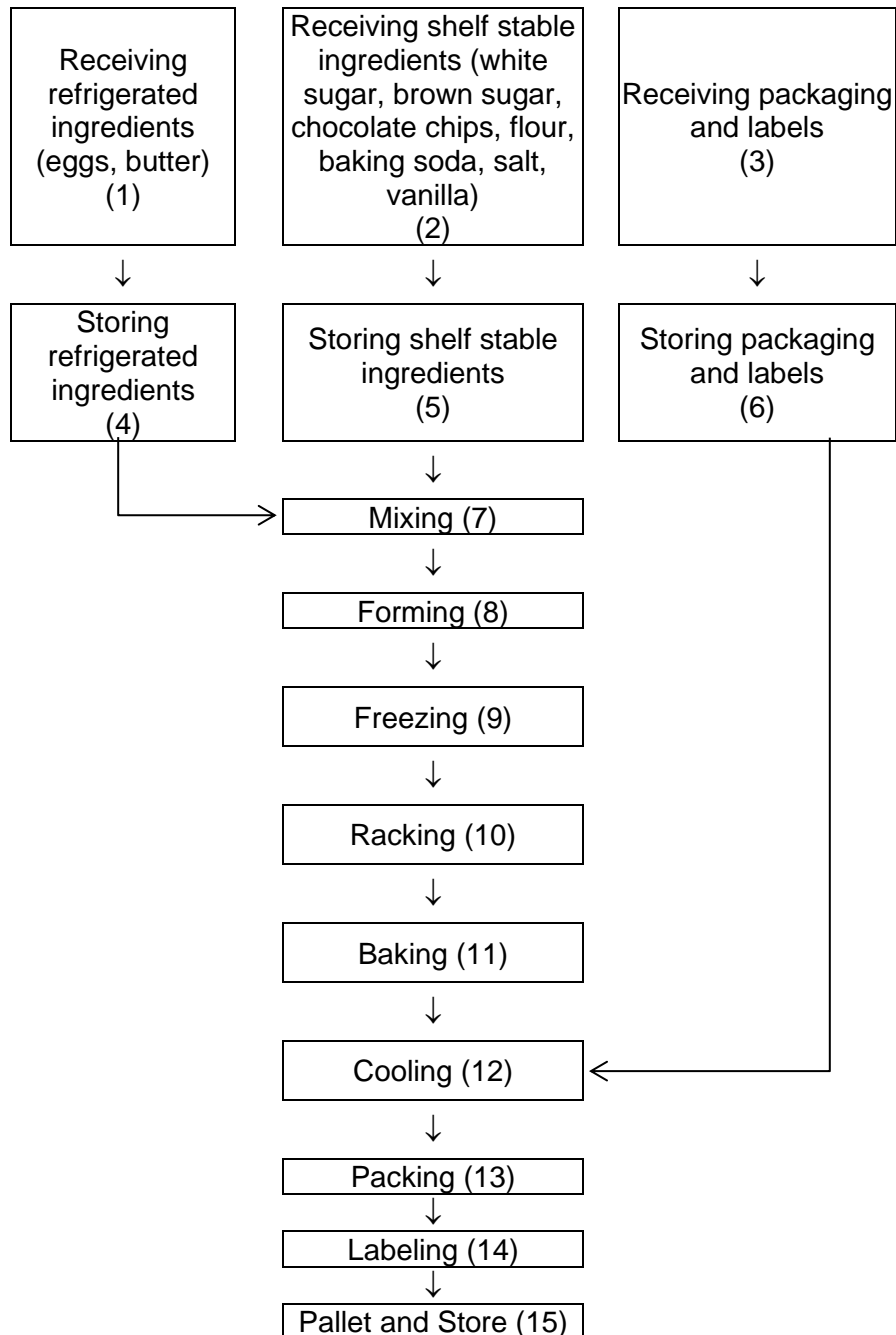 Receiving
refrigerated
ingredients
(eggs, butter)
(1)
Receiving shelf stable
ingredients (white
sugar, brown sugar,
chocolate chips, flour,
baking soda, salt,
vanilla)
(2)
Receiving packaging
and labels
(3)
Storing
refrigerated
ingredients
(4)
Storing shelf stable
ingredients
(5)
Storing packaging
and labels
(6)
Mixing (7)
Forming (8)
Freezing (9)
Racking (10)
Baking (11)
Cooling (12)
Packing (13)
Labeling (14)
Pallet and Store (15)